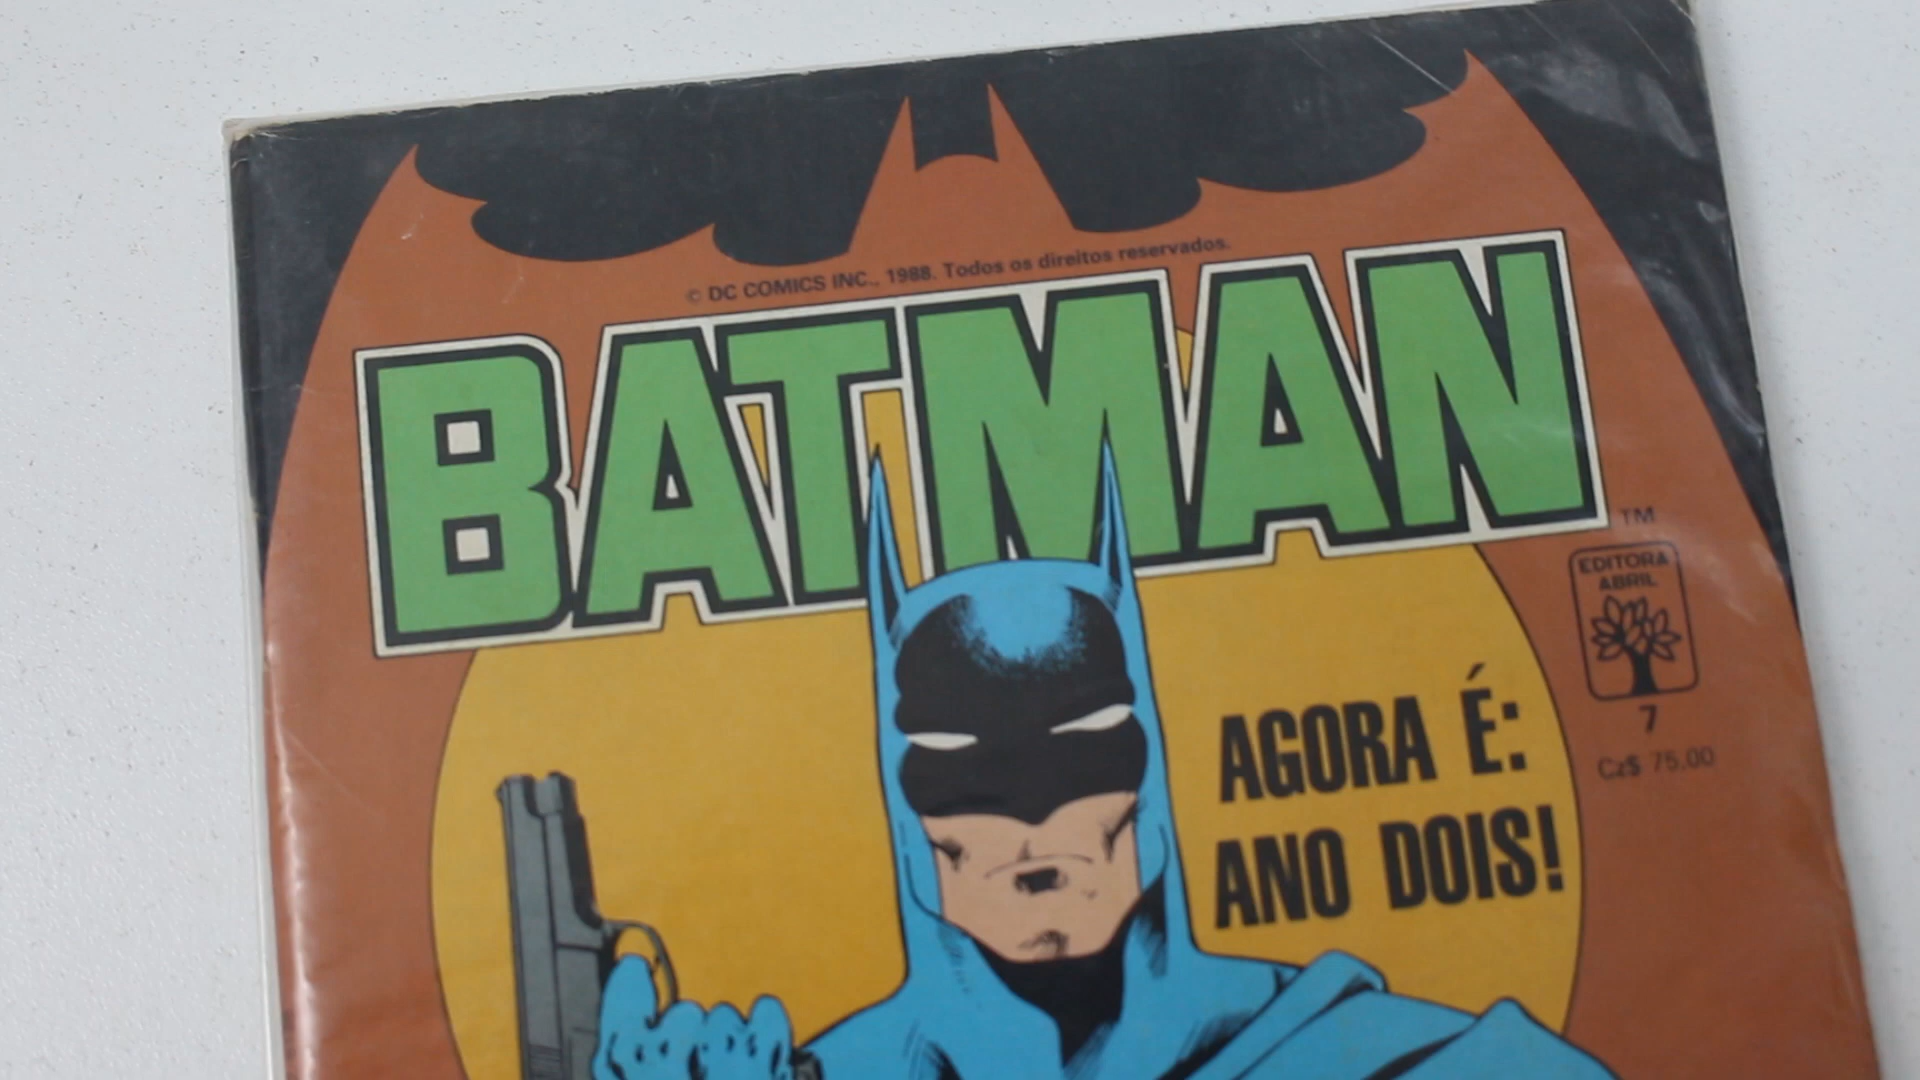 © DC COMICS INC., 1988. Todos os direitos reservados.
BATMAN
TM
EDITORA
ABRIL
7
Cz$ 75,00
AGORA É:
ANO DOIS!